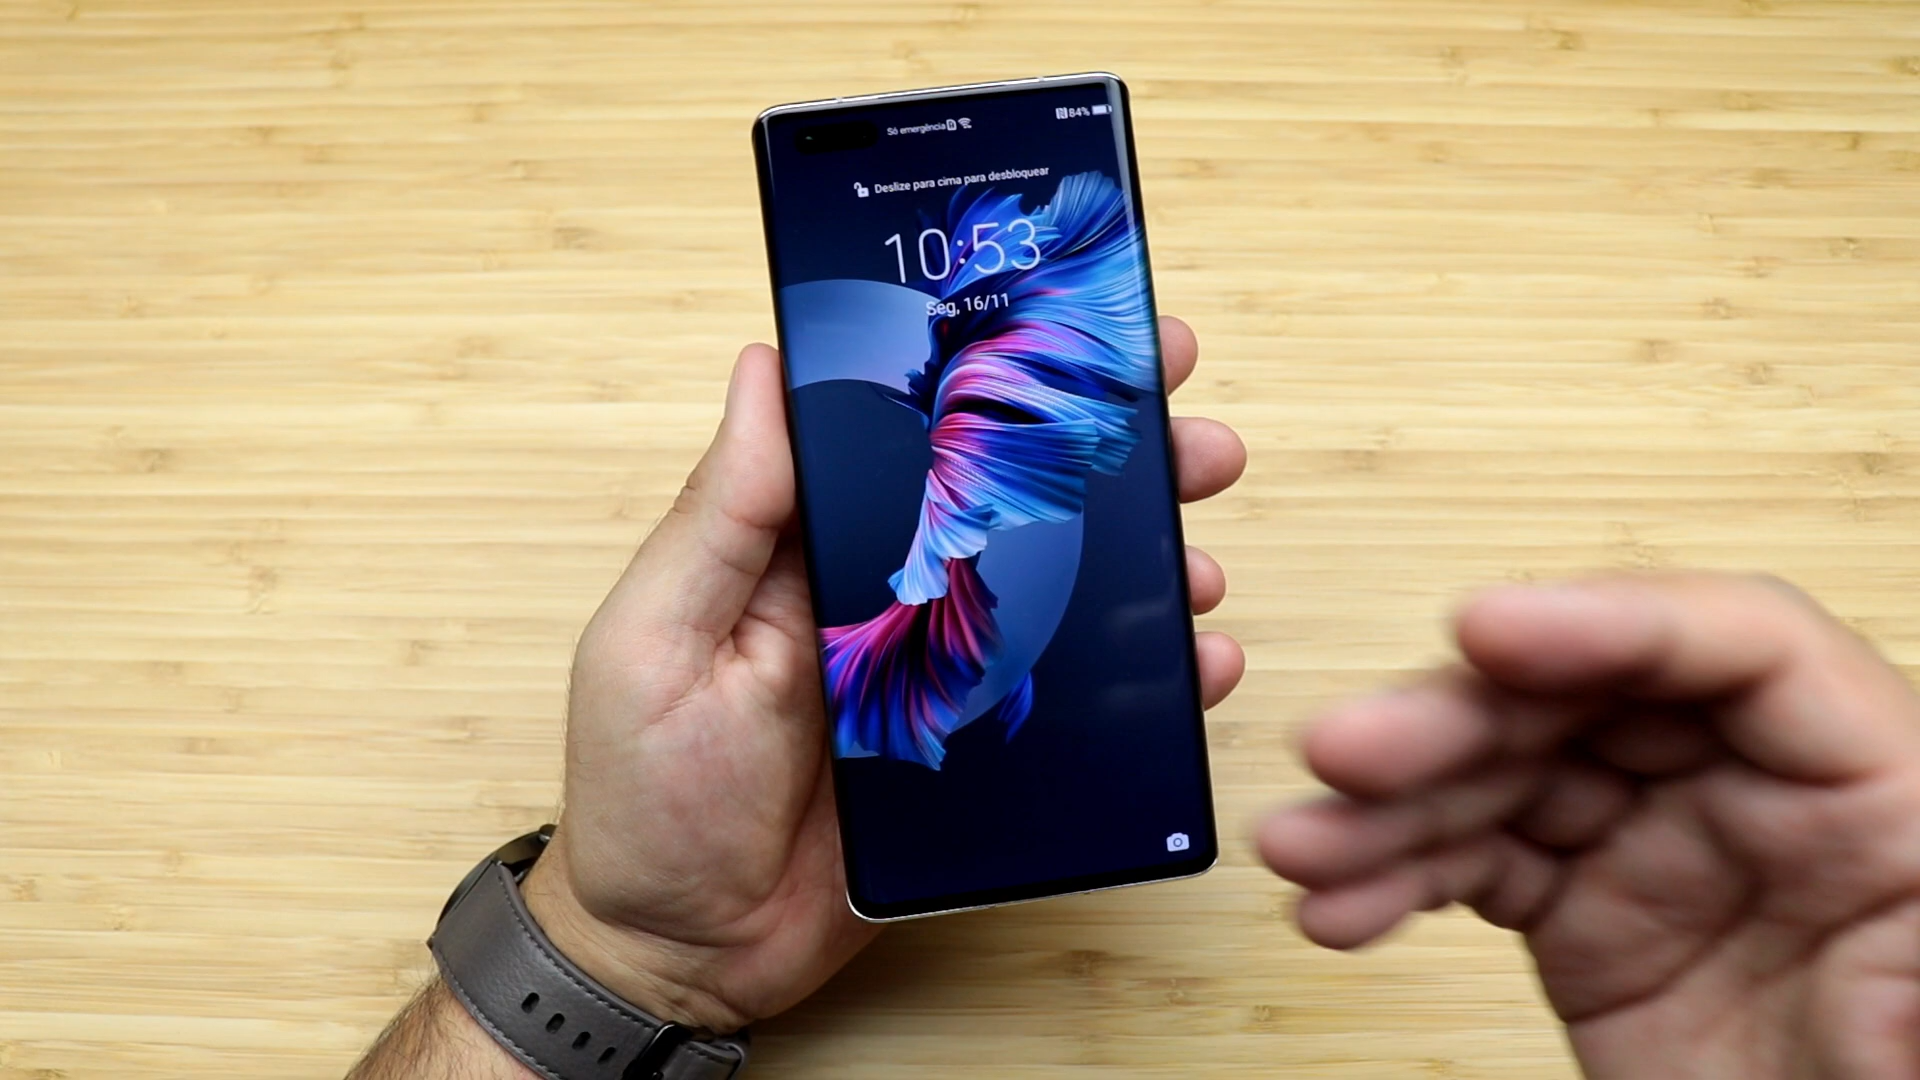 Só emergência
84%
Deslize para cima para desbloquear
10:53
Seg, 16/11